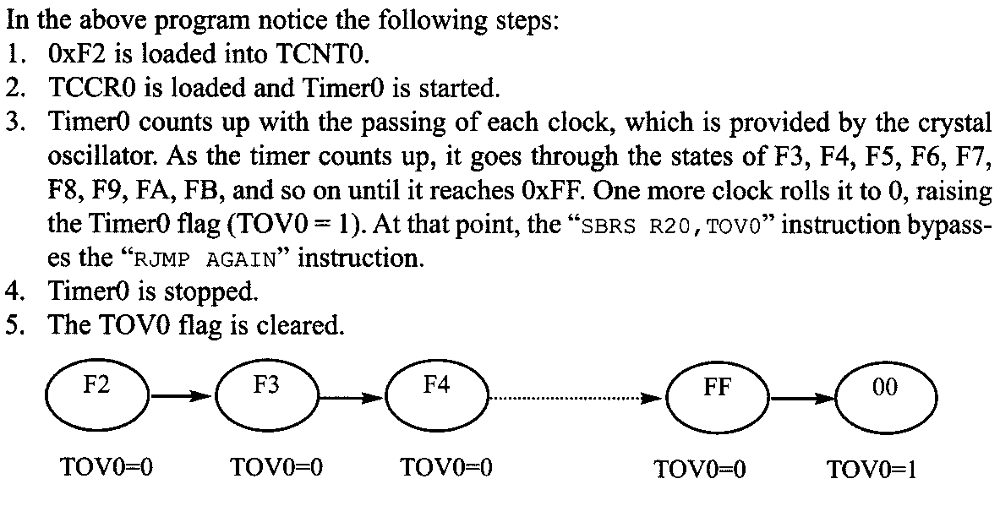 In the above program notice the following steps:
1. 0xF2 is loaded into TCNT0.
2. TCCR0 is loaded and Timer0 is started.
3. Timer0 counts up with the passing of each clock, which is provided by the crystal
oscillator. As the timer counts up, it goes through the states of F3, F4, F5, F6, F7,
F8, F9, FA, FB, and so on until it reaches 0xFF. One more clock rolls it to 0, raising
the Timer0 flag (TOV0 = 1). At that point, the “SBRS R20,TOV0” instruction bypass-
es the “RJMP AGAIN” instruction.
4. Timer0 is stopped.
5. The TOV0 flag is cleared.
F2 F3 F4 FF 00
TOV0=0 TOV0=0 TOV0=0 TOV0=0 TOV0=1